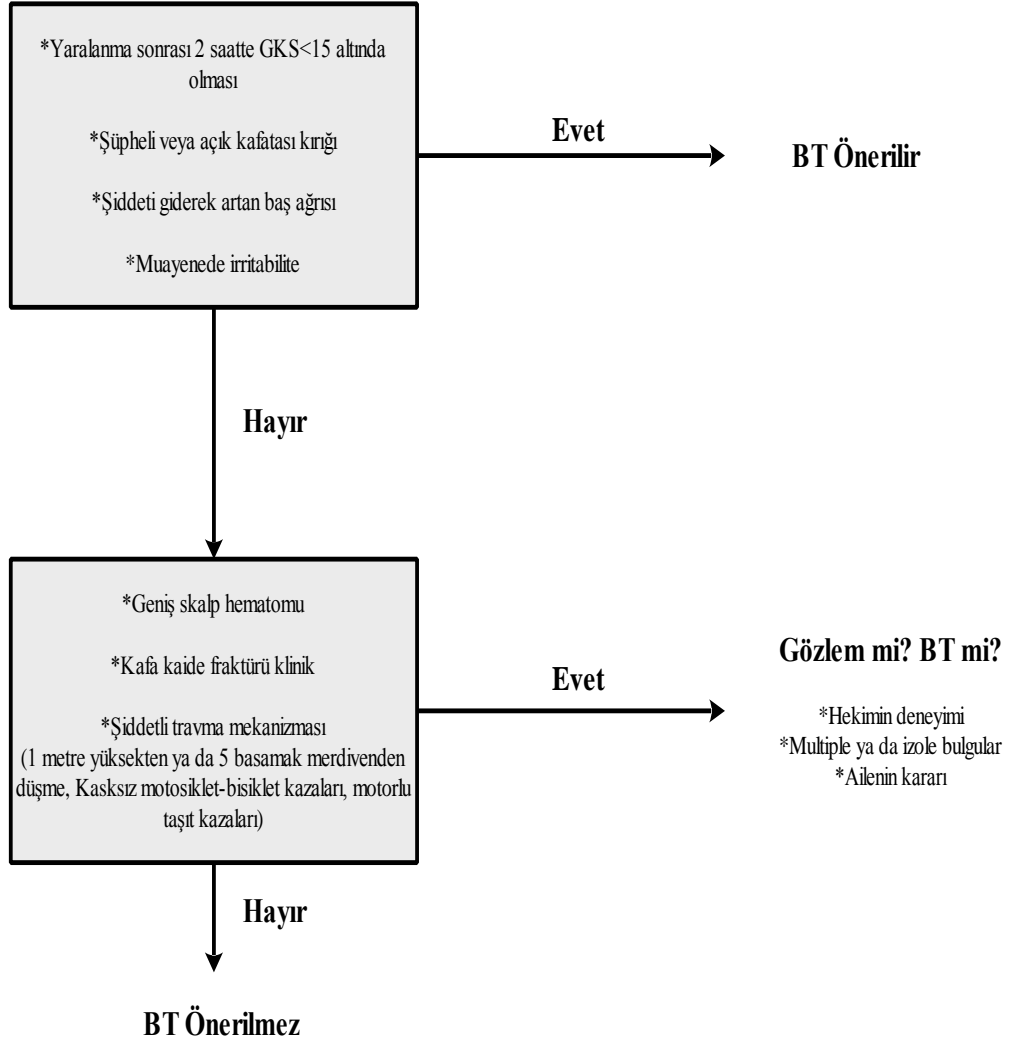 *Yaralanma sonrası 2 saatte GKS<15 altında
olması
*Şüpheli veya açık kafatası kırığı
*Şiddeti giderek artan baş ağrısı
*Muayenede irritabilite
Evet
BT Önerilir
Hayır
*Geniş skalp hematomu
*Kafa kaide fraktürü klinik
*Şiddetli travma mekanizması
(1 metre yüksekten ya da 5 basamak merdivenden
düşme, Kasksız motosiklet-bisiklet kazaları, motorlu
taşıt kazaları)
Evet
Gözlem mi? BT mi?
*Hekimin deneyimi
*Multiple ya da izole bulgular
*Ailenin kararı
Hayır
BT Önerilmez